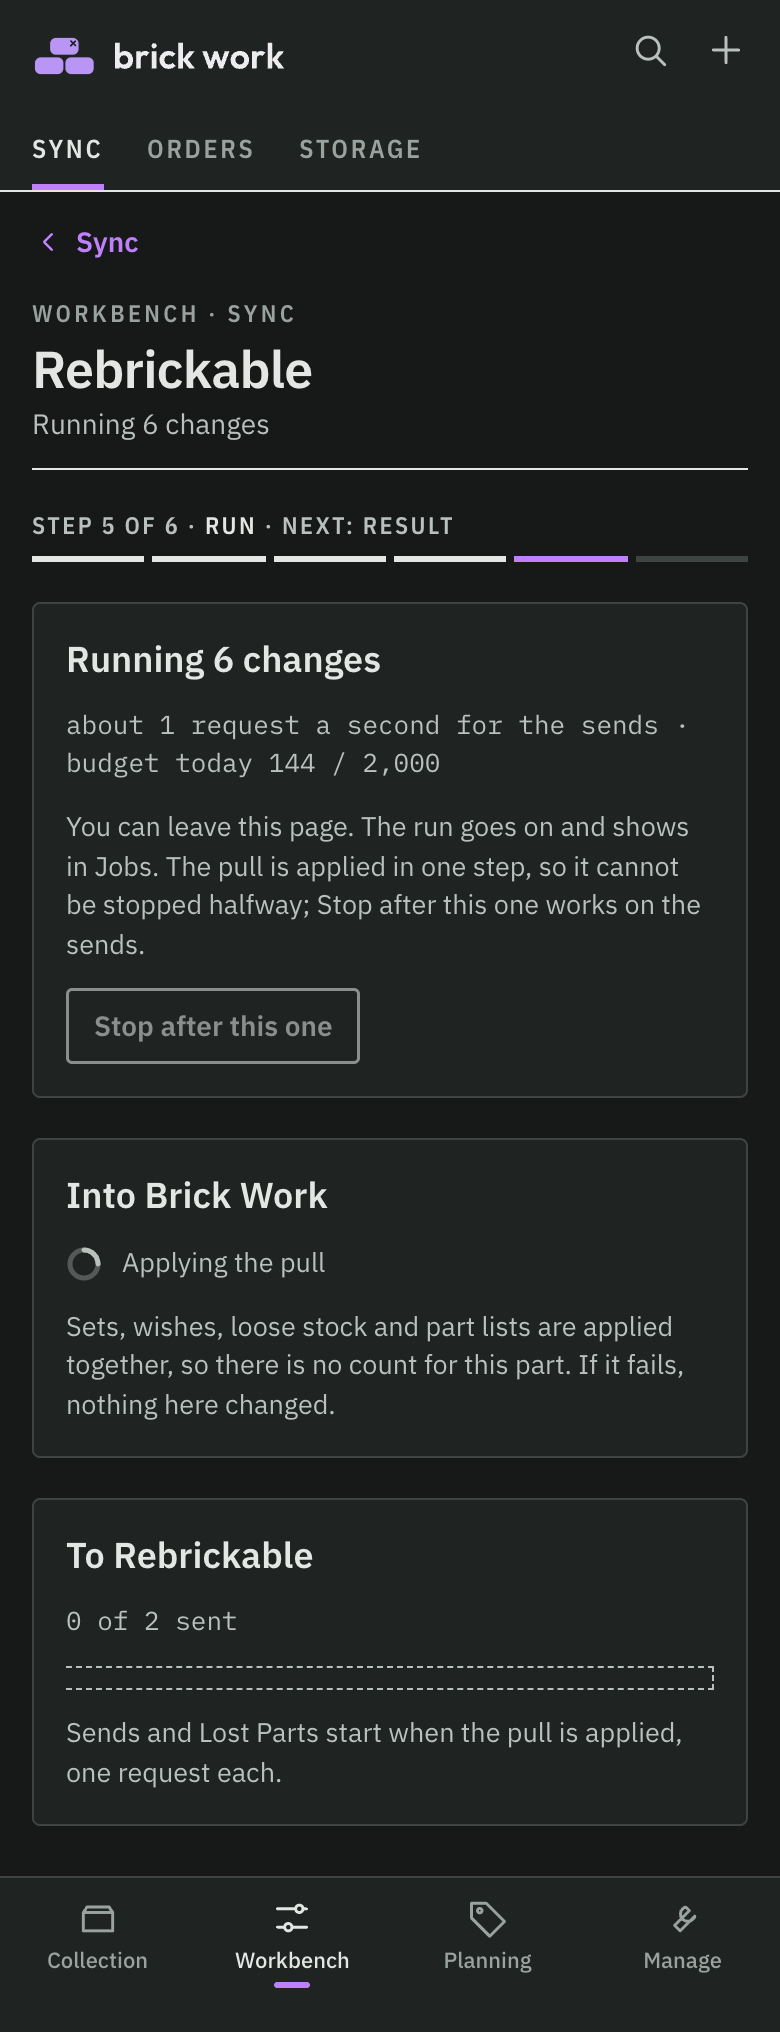 brick work
SYNC ORDERS STORAGE
Sync
WORKBENCH · SYNC
Rebrickable
Running 6 changes
STEP 5 OF 6 · RUN · NEXT: RESULT
Running 6 changes
about 1 request a second for the sends ·
budget today 144 / 2,000
You can leave this page. The run goes on and shows
in Jobs. The pull is applied in one step, so it cannot
be stopped halfway; Stop after this one works on the
sends.
Stop after this one
Into Brick Work
Applying the pull
Sets, wishes, loose stock and part lists are applied
together, so there is no count for this part. If it fails,
nothing here changed.
To Rebrickable
0 of 2 sent
Sends and Lost Parts start when the pull is applied,
one request each.
Collection Workbench Planning Manage